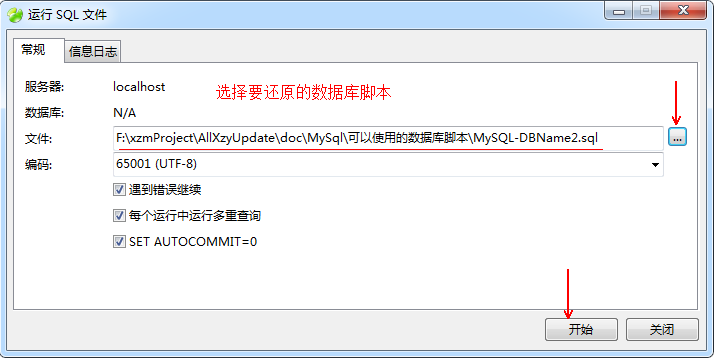 运行 SQL 文件
常规 信息日志
服务器: localhost
选择要还原的数据库脚本
数据库: N/A
文件: F:\xzmProject\AllXzyUpdate\doc\MySql\可以使用的数据库脚本\MySQL-DBName2.sql ...
编码: 65001 (UTF-8)
遇到错误继续
每个运行中运行多重查询
SET AUTOCOMMIT=0
开始 关闭